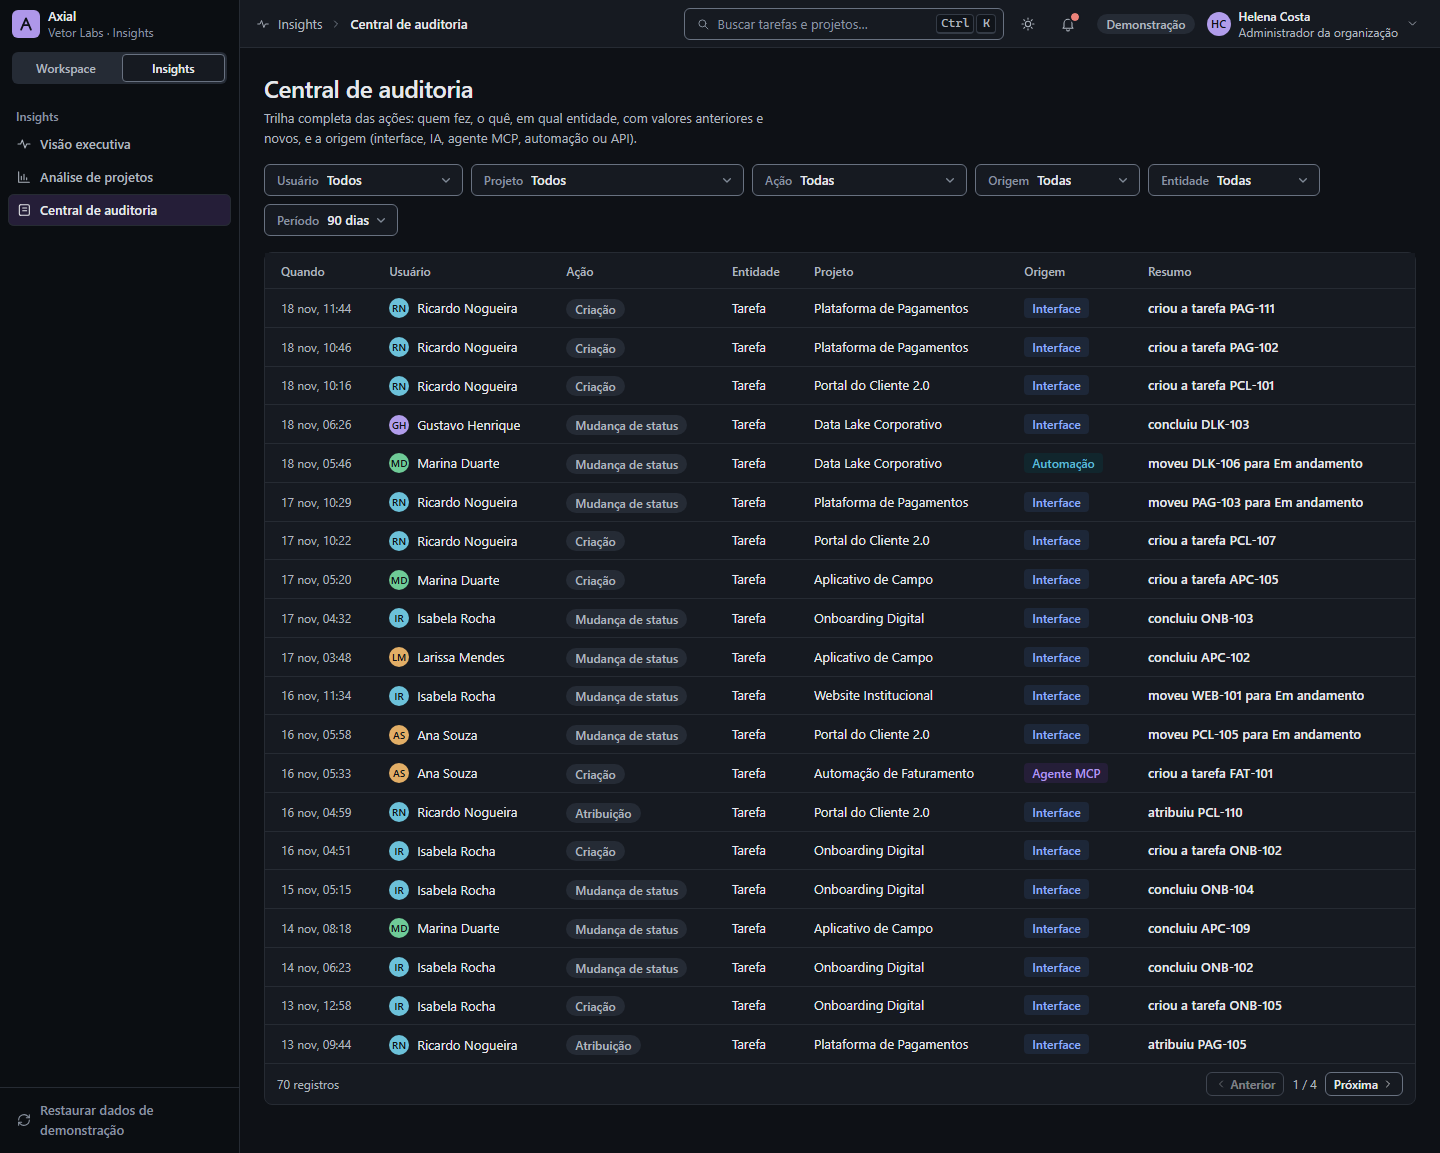 Axial
Vetor Labs · Insights
Workspace
Insights
Insights
Visão executiva
Análise de projetos
Central de auditoria
Restaurar dados de
demonstração
Insights
Central de auditoria
Buscar tarefas e projetos...
Ctrl K
Demonstração
HC
Helena Costa
Administrador da organização
Central de auditoria
Trilha completa das ações: quem fez, o quê, em qual entidade, com valores anteriores e
novos, e a origem (interface, IA, agente MCP, automação ou API).
Usuário Todos
Projeto Todos
Ação Todas
Origem Todas
Entidade Todas
Período 90 dias
Quando Usuário Ação Entidade Projeto Origem Resumo
18 nov, 11:44 RN Ricardo Nogueira Criação Tarefa Plataforma de Pagamentos Interface criou a tarefa PAG-111
18 nov, 10:46 RN Ricardo Nogueira Criação Tarefa Plataforma de Pagamentos Interface criou a tarefa PAG-102
18 nov, 10:16 RN Ricardo Nogueira Criação Tarefa Portal do Cliente 2.0 Interface criou a tarefa PCL-101
18 nov, 06:26 GH Gustavo Henrique Mudança de status Tarefa Data Lake Corporativo Interface concluiu DLK-103
18 nov, 05:46 MD Marina Duarte Mudança de status Tarefa Data Lake Corporativo Automação moveu DLK-106 para Em andamento
17 nov, 10:29 RN Ricardo Nogueira Mudança de status Tarefa Plataforma de Pagamentos Interface moveu PAG-103 para Em andamento
17 nov, 10:22 RN Ricardo Nogueira Criação Tarefa Portal do Cliente 2.0 Interface criou a tarefa PCL-107
17 nov, 05:20 MD Marina Duarte Criação Tarefa Aplicativo de Campo Interface criou a tarefa APC-105
17 nov, 04:32 IR Isabela Rocha Mudança de status Tarefa Onboarding Digital Interface concluiu ONB-103
17 nov, 03:48 LM Larissa Mendes Mudança de status Tarefa Aplicativo de Campo Interface concluiu APC-102
16 nov, 11:34 IR Isabela Rocha Mudança de status Tarefa Website Institucional Interface moveu WEB-101 para Em andamento
16 nov, 05:58 AS Ana Souza Mudança de status Tarefa Portal do Cliente 2.0 Interface moveu PCL-105 para Em andamento
16 nov, 05:33 AS Ana Souza Criação Tarefa Automação de Faturamento Agente MCP criou a tarefa FAT-101
16 nov, 04:59 RN Ricardo Nogueira Atribuição Tarefa Portal do Cliente 2.0 Interface atribuiu PCL-110
16 nov, 04:51 IR Isabela Rocha Criação Tarefa Onboarding Digital Interface criou a tarefa ONB-102
15 nov, 05:15 IR Isabela Rocha Mudança de status Tarefa Onboarding Digital Interface concluiu ONB-104
14 nov, 08:18 MD Marina Duarte Mudança de status Tarefa Aplicativo de Campo Interface concluiu APC-109
14 nov, 06:23 IR Isabela Rocha Mudança de status Tarefa Onboarding Digital Interface concluiu ONB-102
13 nov, 12:58 IR Isabela Rocha Criação Tarefa Onboarding Digital Interface criou a tarefa ONB-105
13 nov, 09:44 RN Ricardo Nogueira Atribuição Tarefa Plataforma de Pagamentos Interface atribuiu PAG-105
70 registros
Anterior 1 / 4 Próxima